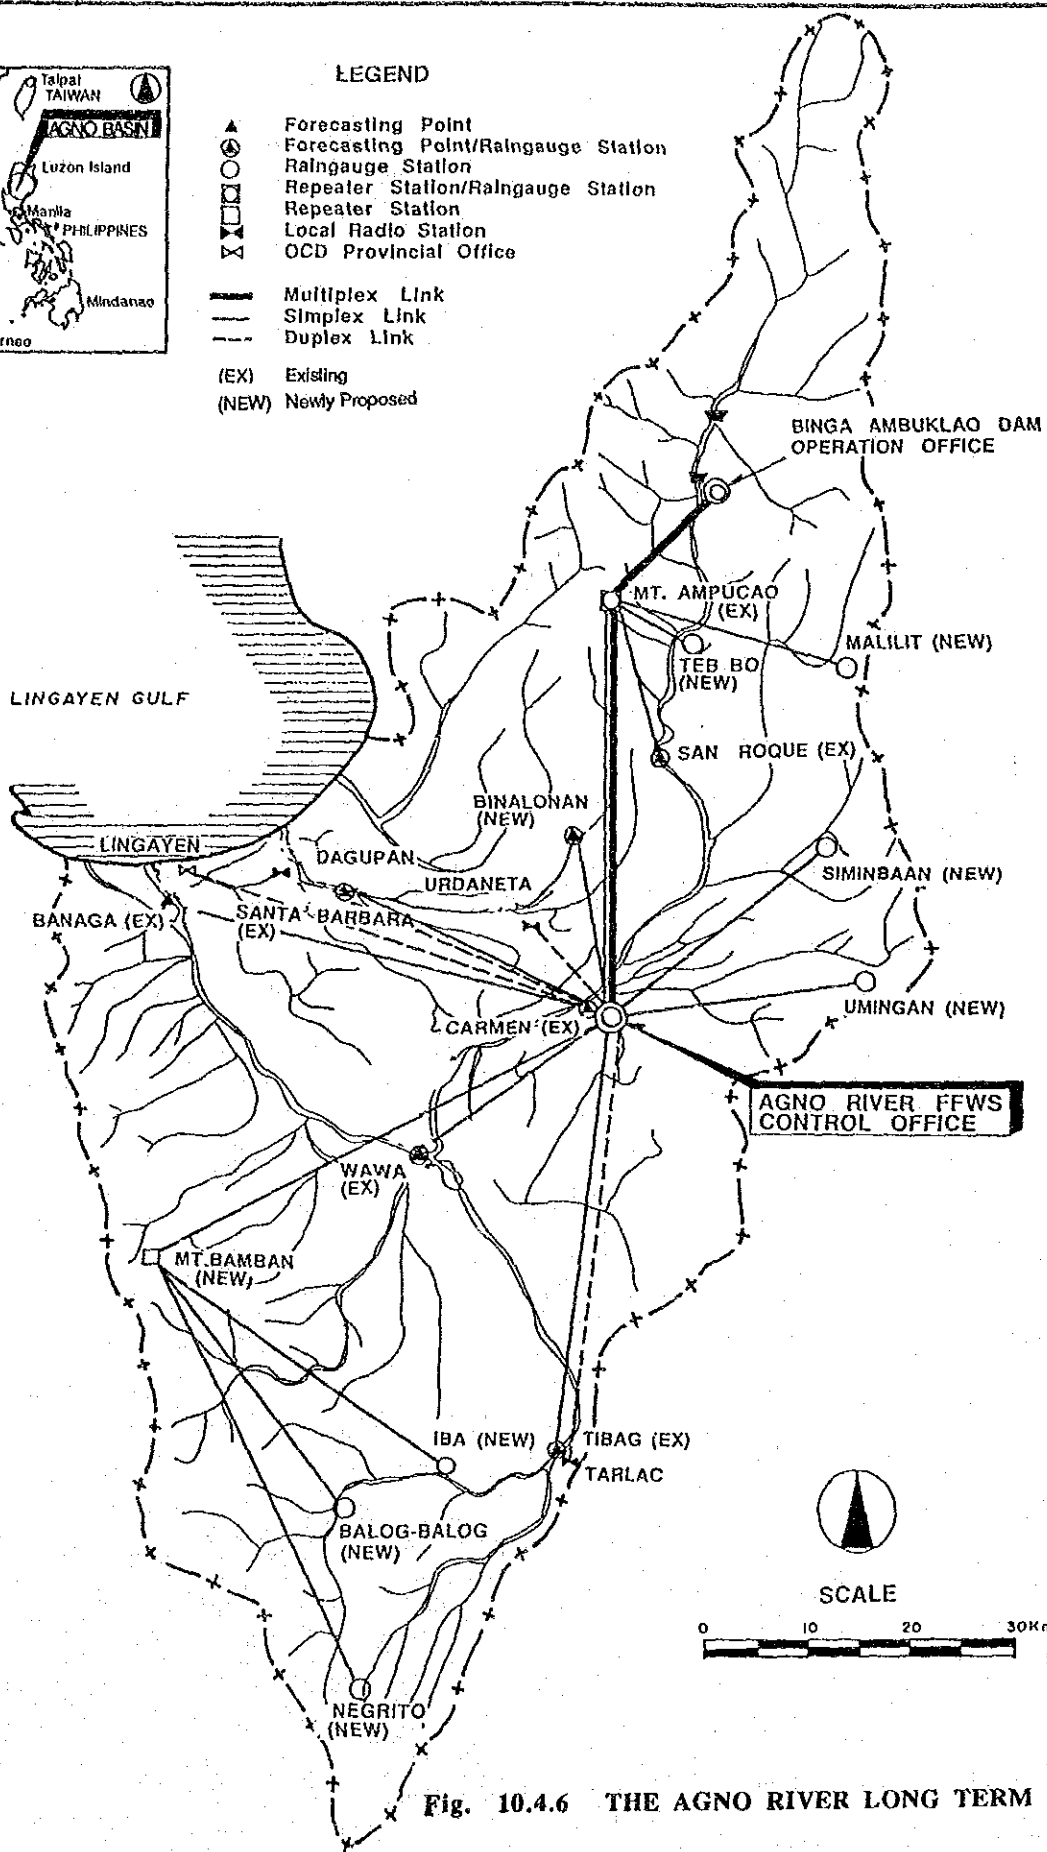 Taipai
TAIWAN
AGNO BASIN
Luzon Island
Manila
PHILIPPINES
Mindanao
rneo
LEGEND
Forecasting Point
Forecasting Point/Raingauge Station
Raingauge Station
Repeater Station/Raingauge Station
Repeater Station
Local Radio Station
OCD Provincial Office
Multiplex Link
Simplex Link
Duplex Link
(EX) Existing
(NEW) Newly Proposed
BINGA AMBUKLAO DAM
OPERATION OFFICE
MT. AMPUCAO
(EX)
MALILIT (NEW)
TEB BO
(NEW)
LINGAYEN GULF
SAN ROQUE (EX)
BINALONAN
(NEW)
LINGAYEN
DAGUPAN
URDANETA
SIMINBAAN (NEW)
BANAGA (EX)
SANTA BARBARA
(EX)
UMINGAN (NEW)
CARMEN (EX)
AGNO RIVER FFWS
CONTROL OFFICE
WAWA
(EX)
MT.BAMBAN
(NEW)
IBA (NEW)
TIBAG (EX)
TARLAC
BALOG-BALOG
(NEW)
SCALE
0 10 20 30Km
NEGRITO
(NEW)
Fig. 10.4.6 THE AGNO RIVER LONG TERM